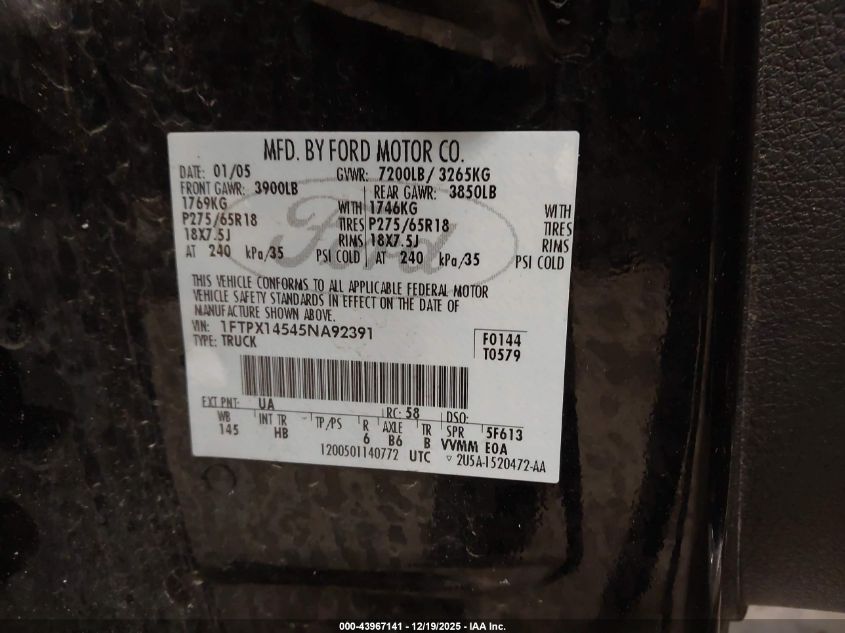 MFD. BY FORD MOTOR CO.
DATE: 01/05 GVWR: 7200LB/ 3265KG
FRONT GAWR: 3900LB REAR GAWR: 3850LB
1769KG WITH 1746KG WITH
P275/65R18 TIRES P275/65R18 TIRES
18X7.5J RIMS 18X7.5J RIMS
AT 240 kPa/35 PSI COLD AT 240 kPa/35 PSI COLD
Ford
THIS VEHICLE CONFORMS TO ALL APPLICABLE FEDERAL MOTOR
VEHICLE SAFETY STANDARDS IN EFFECT ON THE DATE OF
MANUFACTURE SHOWN ABOVE.
VIN: 1FTPX14545NA92391 F0144
TYPE: TRUCK T0579
EXT PNT: UA RC: 58 DSO:
WB INT TR TP/PS R AXLE TR SPR 5F613
145 HB 6 B6 B VVMM EOA
1200501140772 UTC ▽ 2U5A-1520472-AA
000-43967141 - 12/19/2025 - IAA Inc.